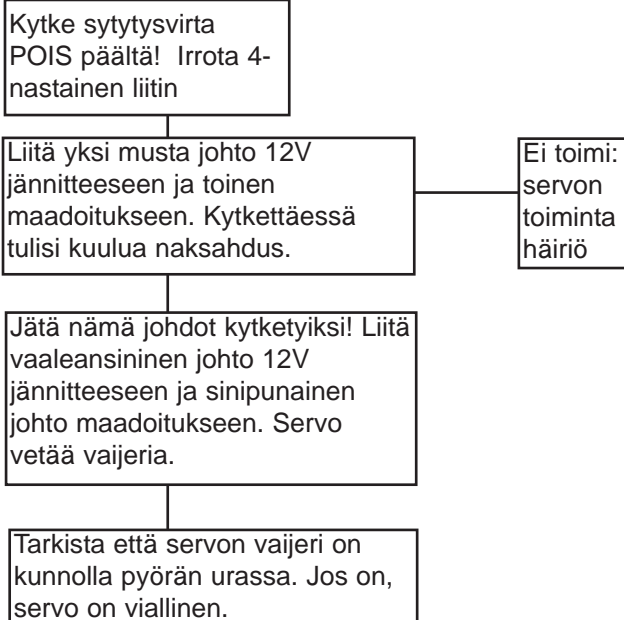 Kytke sytytysvirta
POIS päältä!  Irrota 4-
nastainen liitin
Liitä yksi musta johto 12V
jännitteeseen ja toinen
maadoitukseen. Kytkettäessä
tulisi kuulua naksahdus.
Ei toimi:
servon
toiminta
häiriö
Jätä nämä johdot kytketyiksi! Liitä
vaaleansininen johto 12V
jännitteeseen ja sinipunainen
johto maadoitukseen. Servo
vetää vaijeria.
Tarkista että servon vaijeri on
kunnolla pyörän urassa. Jos on,
servo on viallinen.